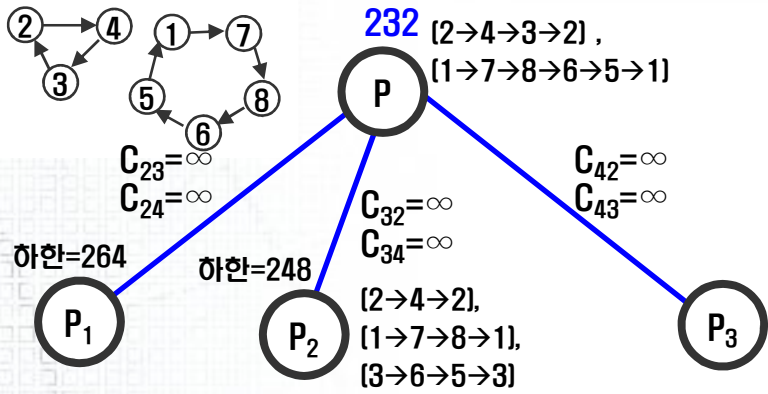 2
4
3
1
7
8
6
5
232
(2→4→3→2) ,
(1→7→8→6→5→1)
P
C23=∞
C24=∞
C32=∞
C34=∞
C42=∞
C43=∞
하한=264
하한=248
P1
P2
(2→4→2),
(1→7→8→1),
(3→6→5→3)
P3